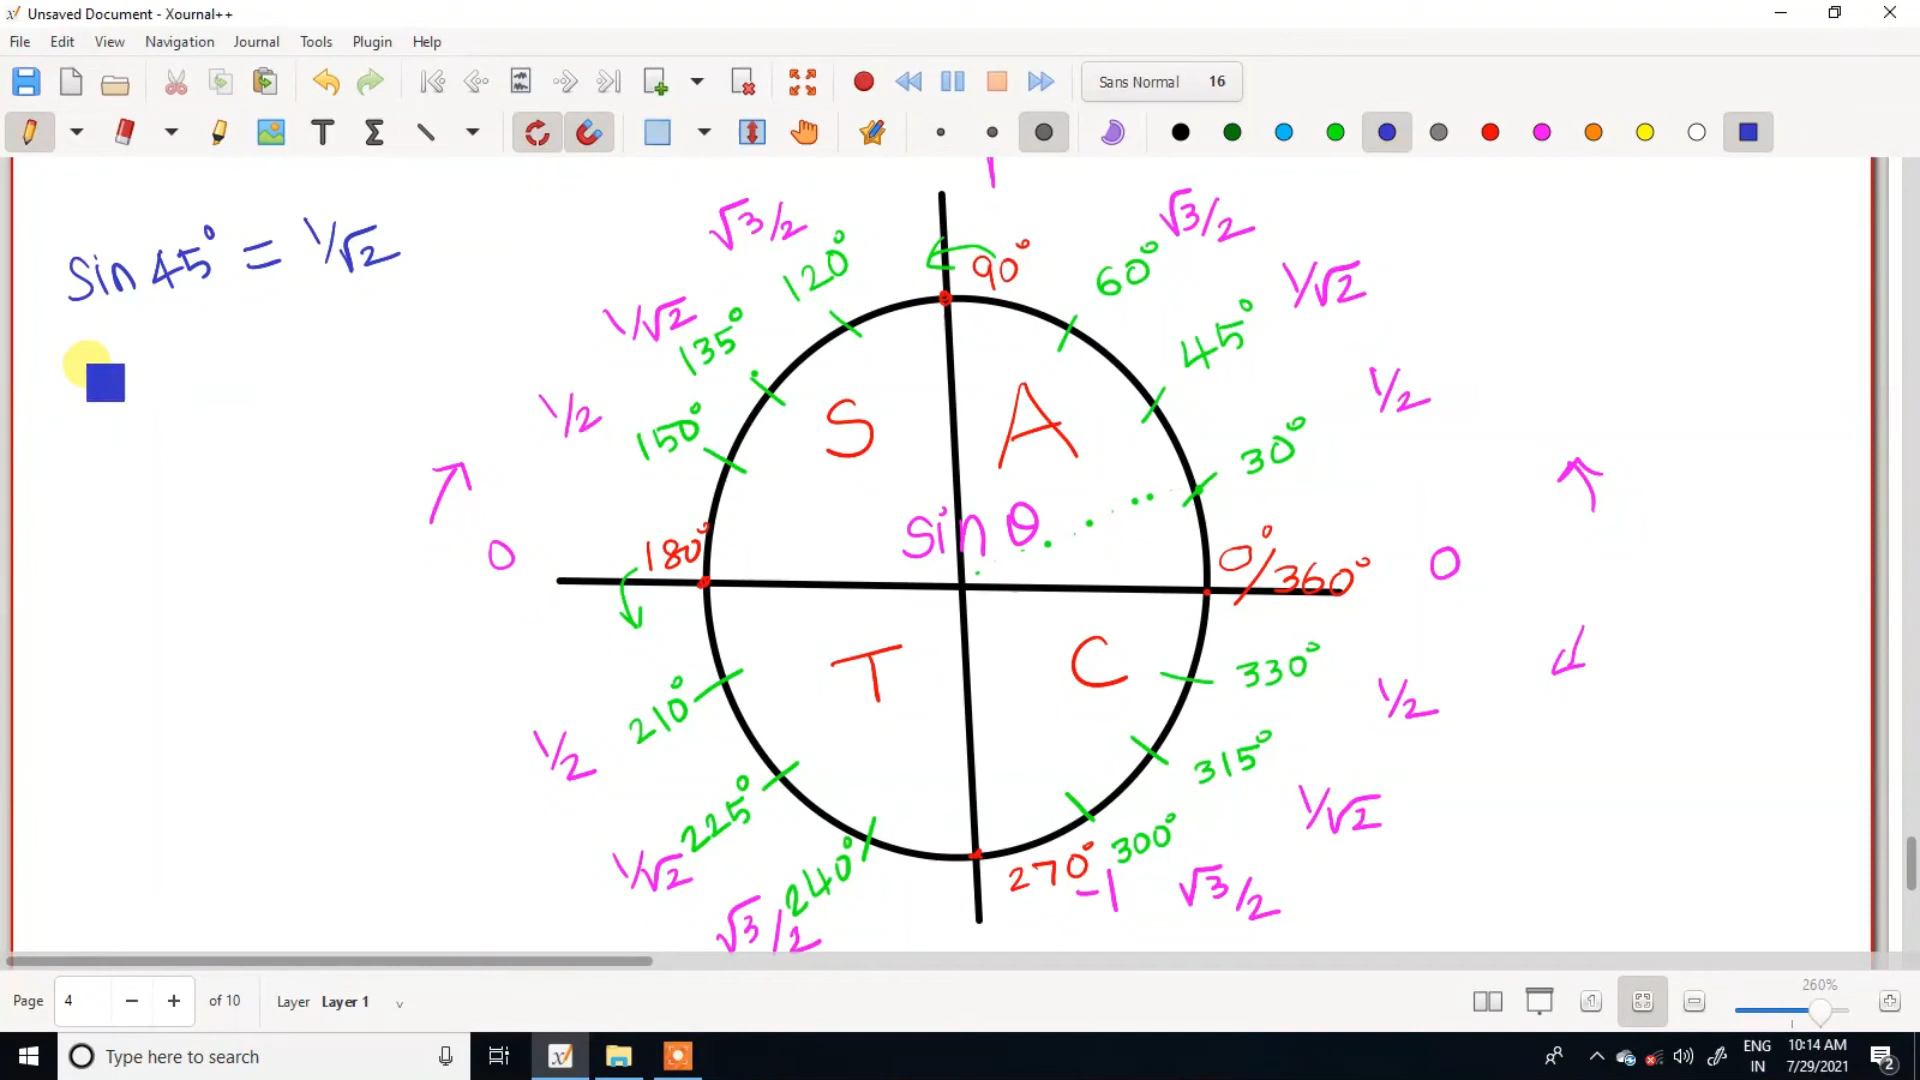 Unsaved Document - Xournal++
File Edit View Navigation Journal Tools Plugin Help
Sans Normal 16
1
√3/2 √3/2
sin 45° = 1/√2
120° 90° 60° 1/√2
1/√2 135° 45°
1/2 150° S A 30° 1/2
sin θ
0 180° 0°/360° 0
T C 330°
1/2 210° 315° 1/2
225° 1/√2
1/√2 240° 270° 300°
-1 √3/2
√3/2
Page 4 of 10 Layer Layer 1 260%
Type here to search
ENG 10:14 AM
IN 7/29/2021 2